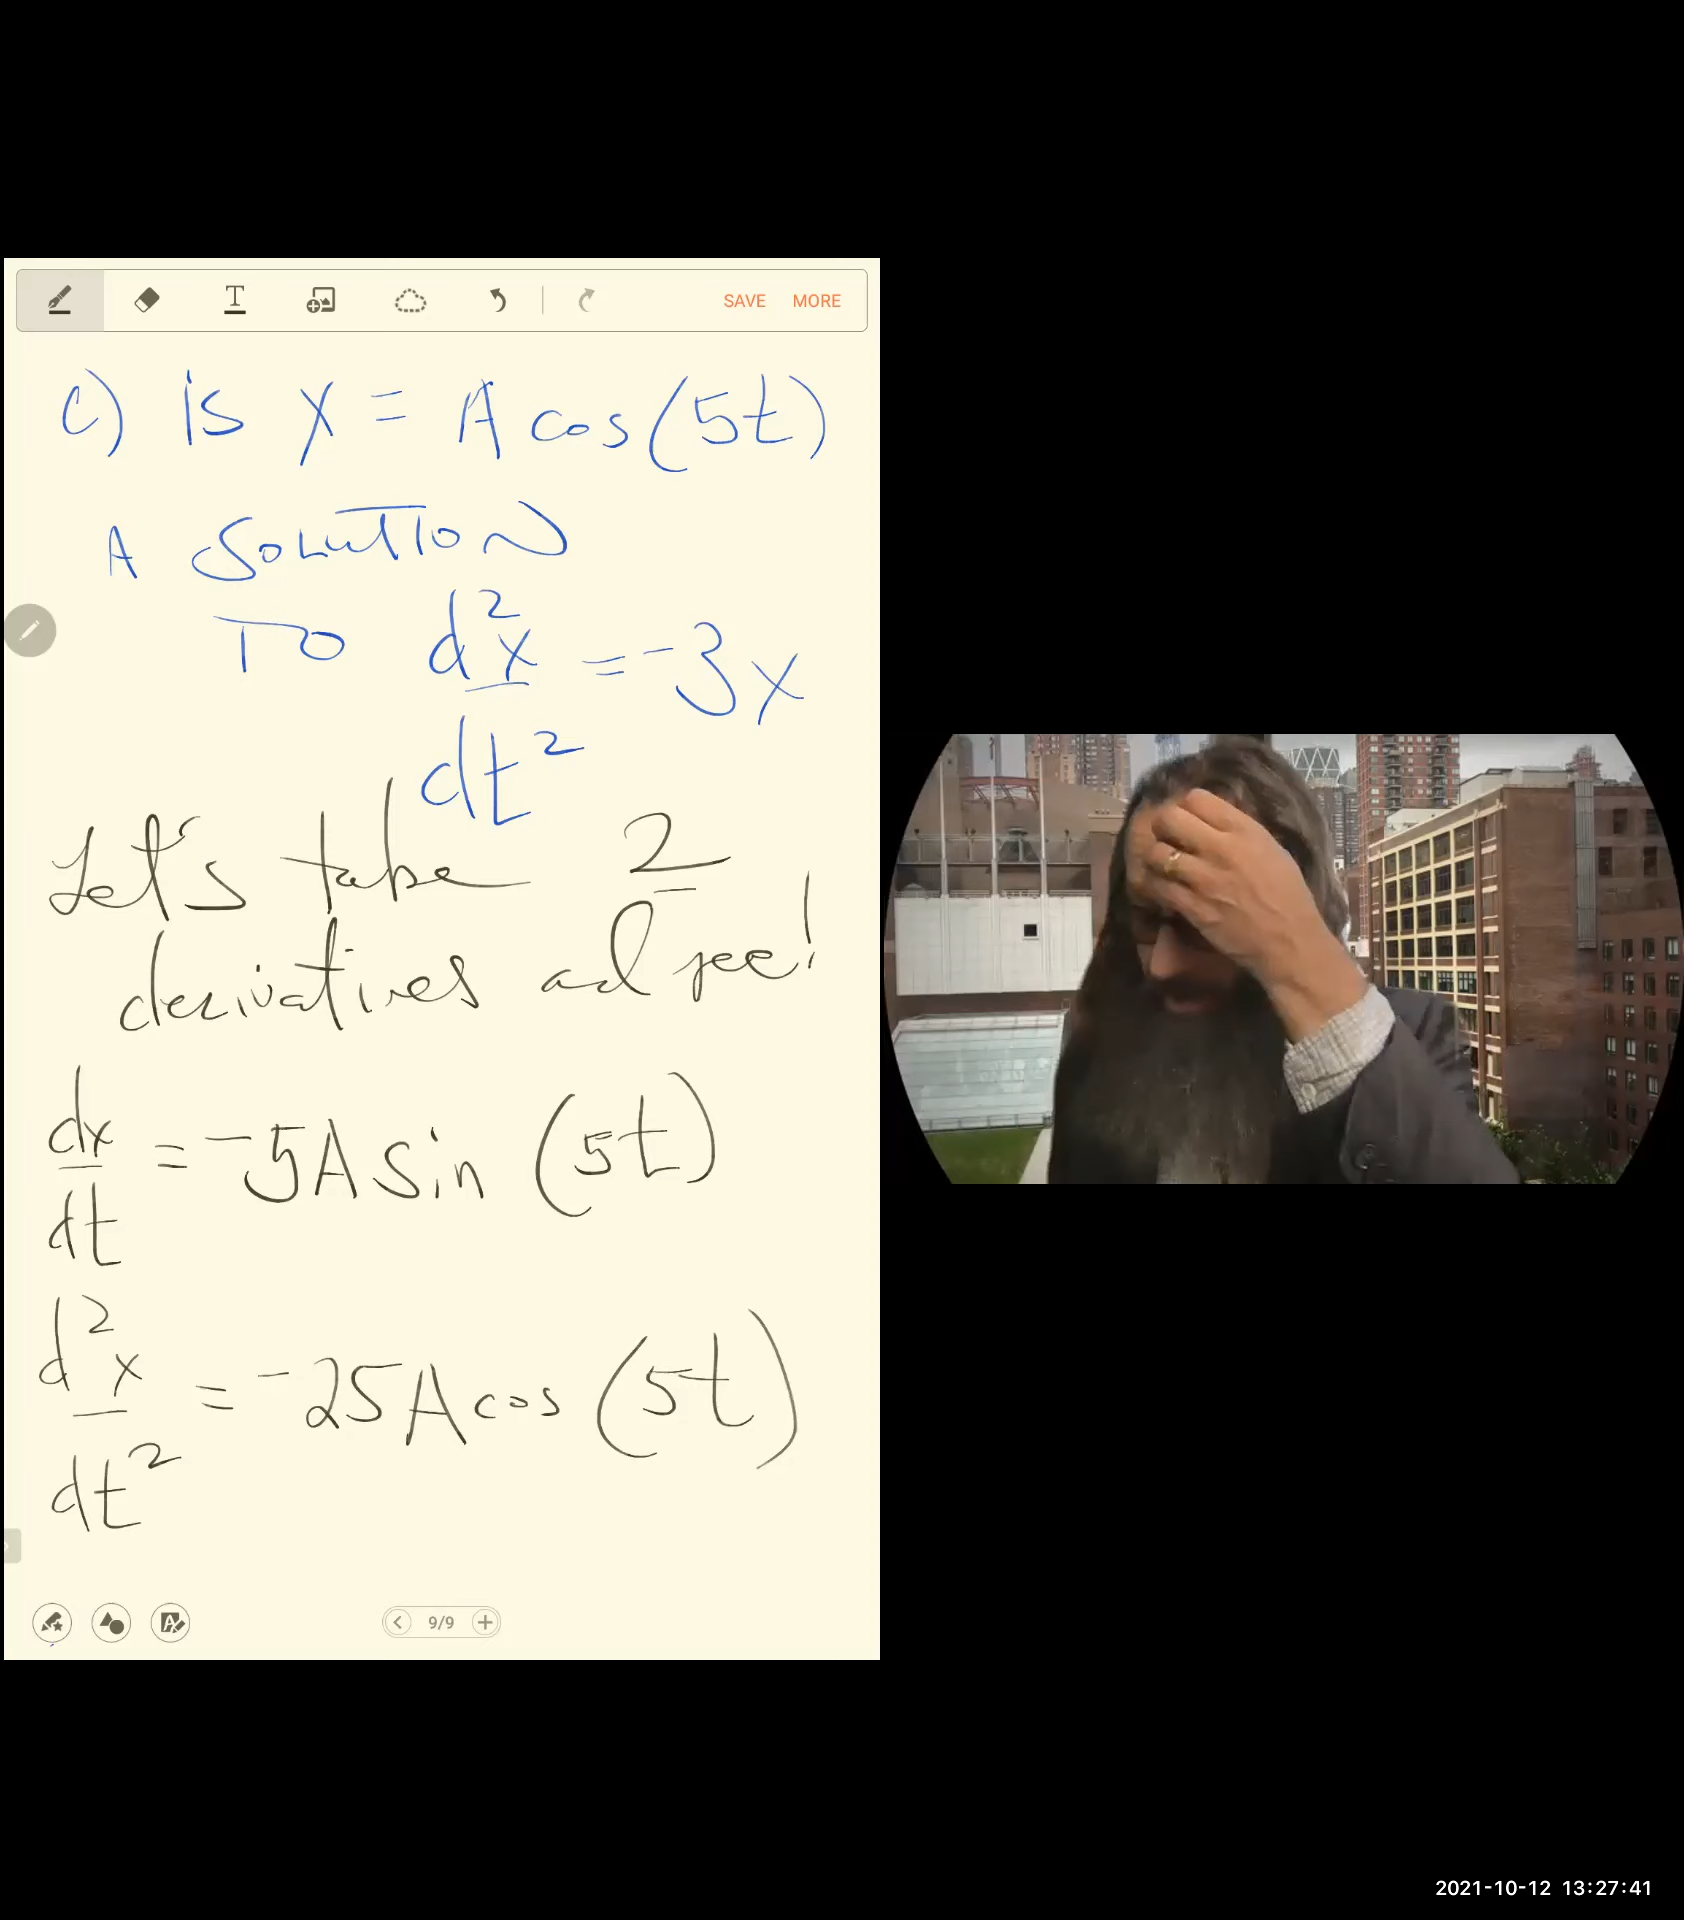 T
SAVE MORE
c) is x = A cos(5t)
A SOLUTION
TO d²x/dt² = -3x
Let's take 2
derivatives ad see!
dx/dt = -5A sin (5t)
d²x/dt² = -25A cos (5t)
9/9
2021-10-12 13:27:41